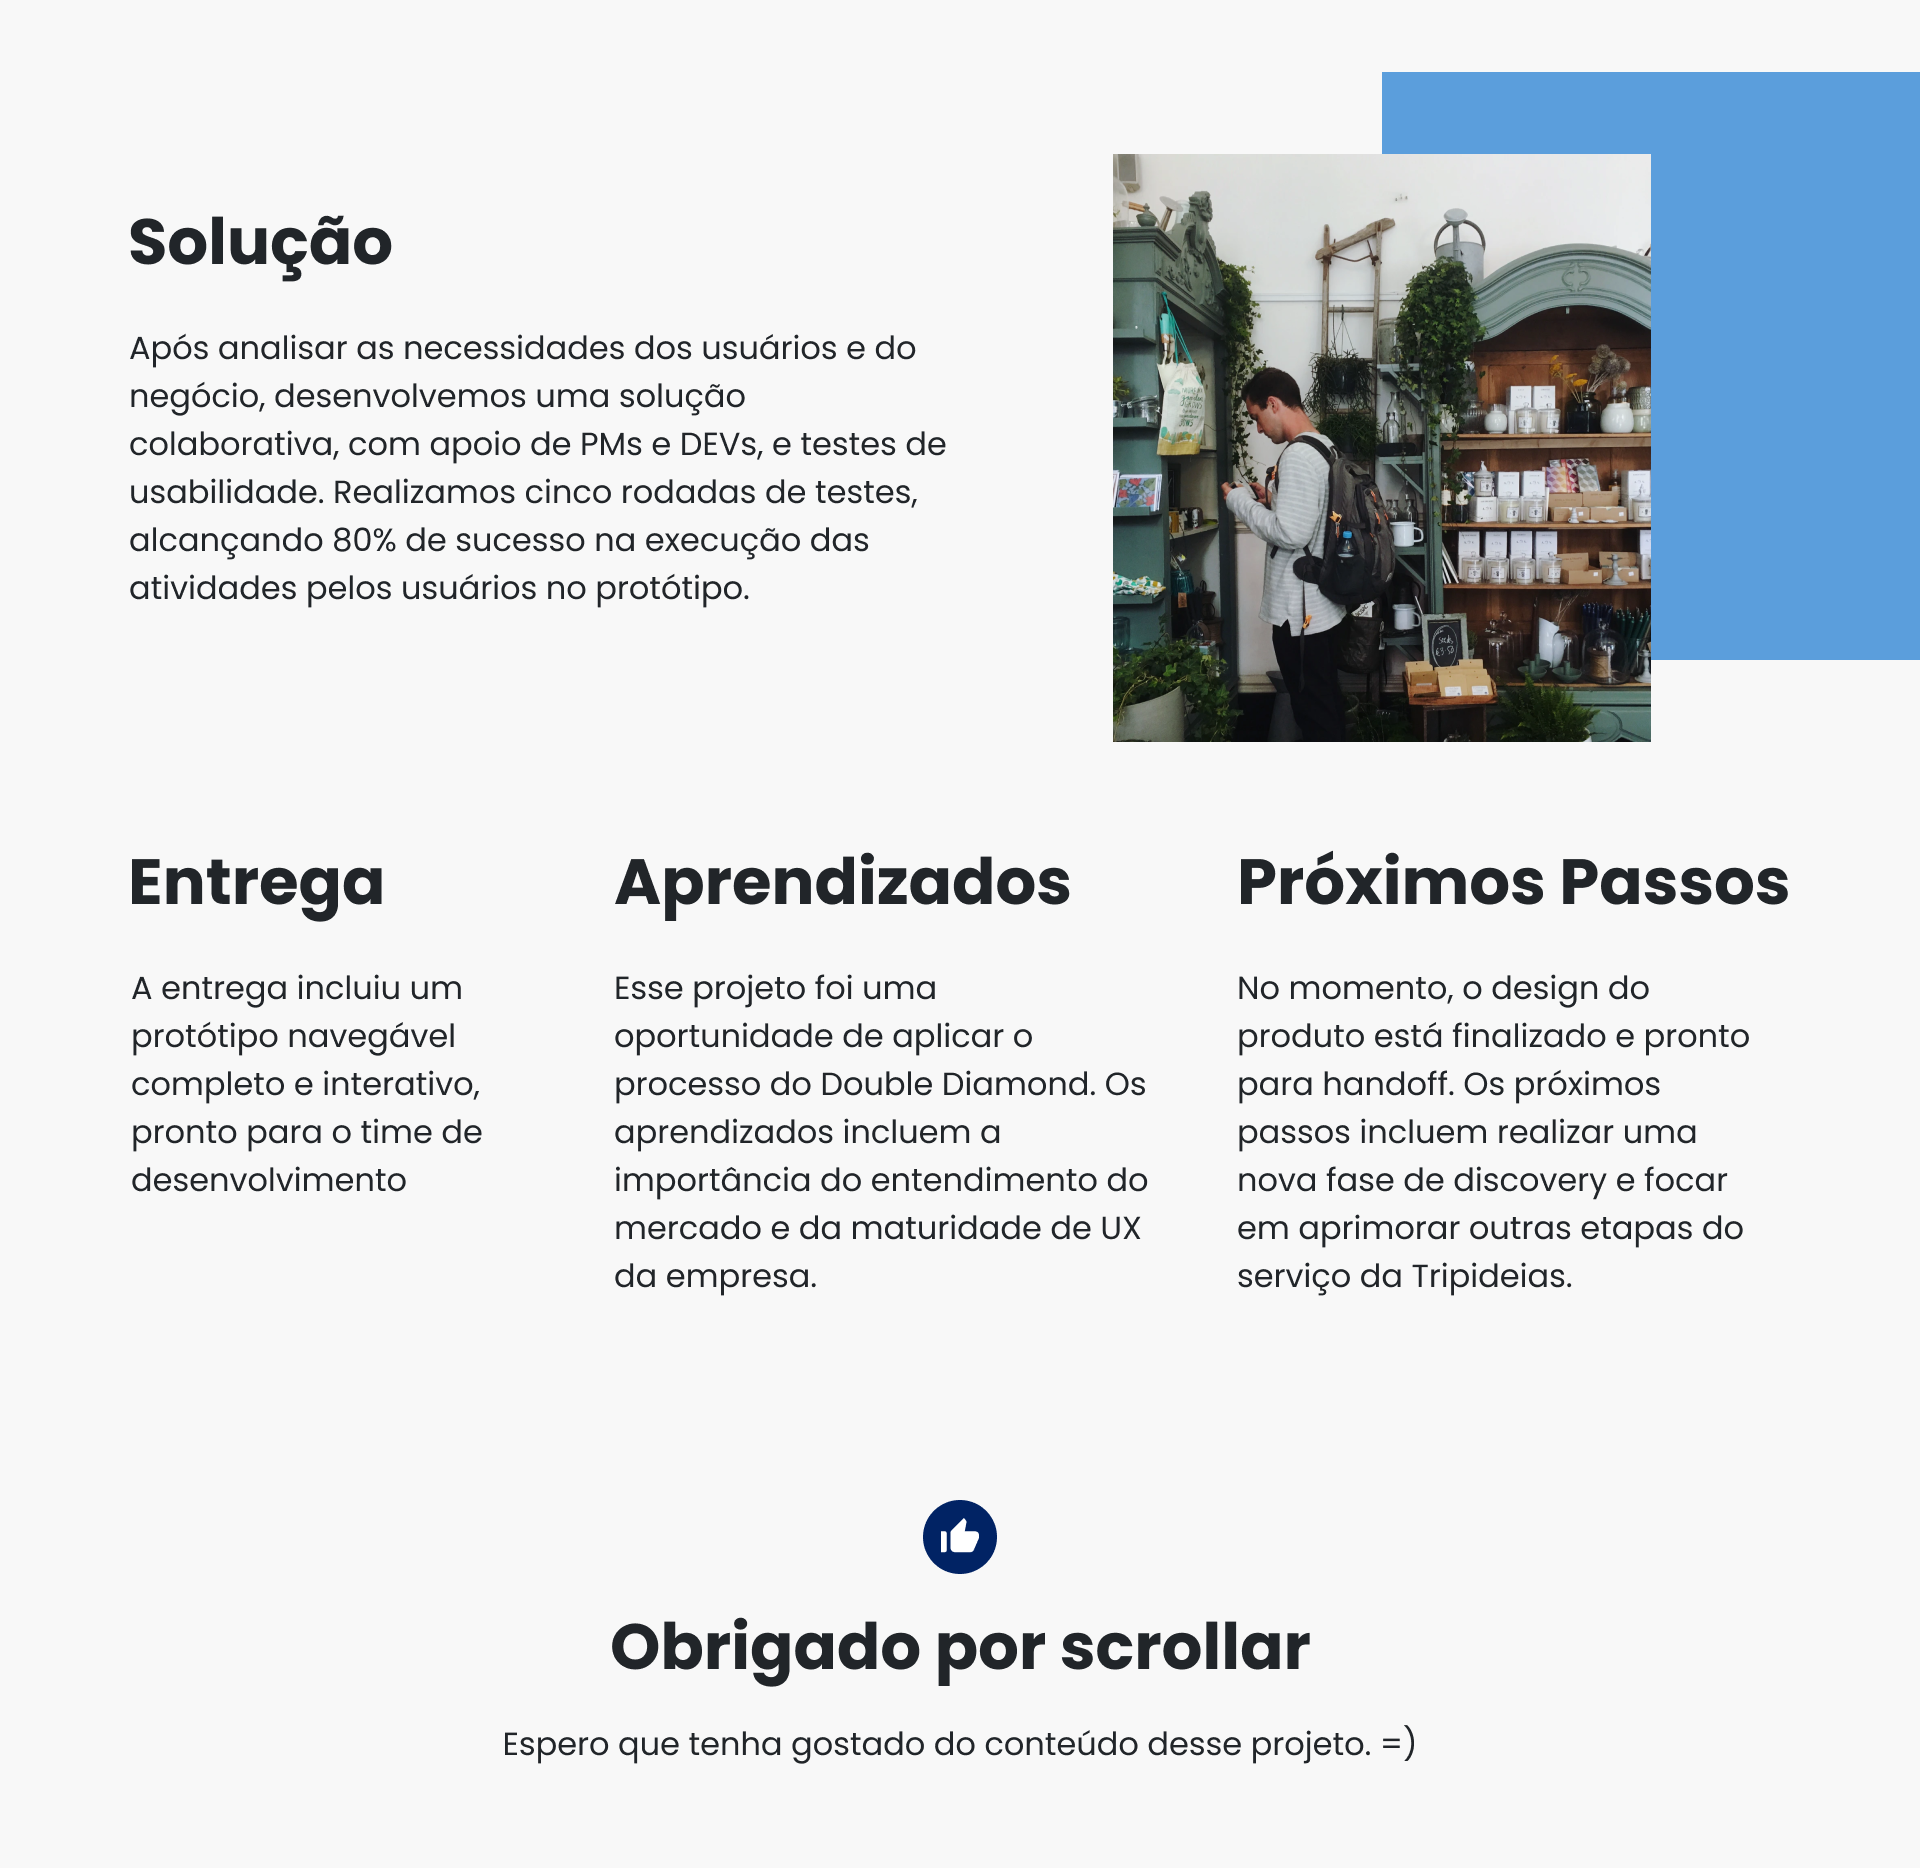 Solução
Após analisar as necessidades dos usuários e do
negócio, desenvolvemos uma solução
colaborativa, com apoio de PMs e DEVs, e testes de
usabilidade. Realizamos cinco rodadas de testes,
alcançando 80% de sucesso na execução das
atividades pelos usuários no protótipo.
Entrega
A entrega incluiu um
protótipo navegável
completo e interativo,
pronto para o time de
desenvolvimento
Aprendizados
Esse projeto foi uma
oportunidade de aplicar o
processo do Double Diamond. Os
aprendizados incluem a
importância do entendimento do
mercado e da maturidade de UX
da empresa.
Próximos Passos
No momento, o design do
produto está finalizado e pronto
para handoff. Os próximos
passos incluem realizar uma
nova fase de discovery e focar
em aprimorar outras etapas do
serviço da Tripideias.
Obrigado por scrollar
Espero que tenha gostado do conteúdo desse projeto. =)